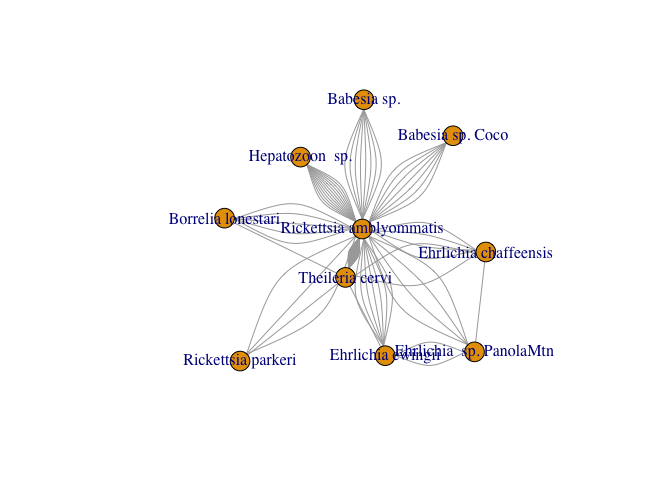 Babesia sp.
Babesia sp. Coco
Hepatozoon  sp.
Borrelia lonestari
Rickettsia amblyommatis
Ehrlichia chaffeensis
Theileria cervi
Ehrlichia ewingii
Ehrlichia  sp. PanolaMtn
Rickettsia parkeri